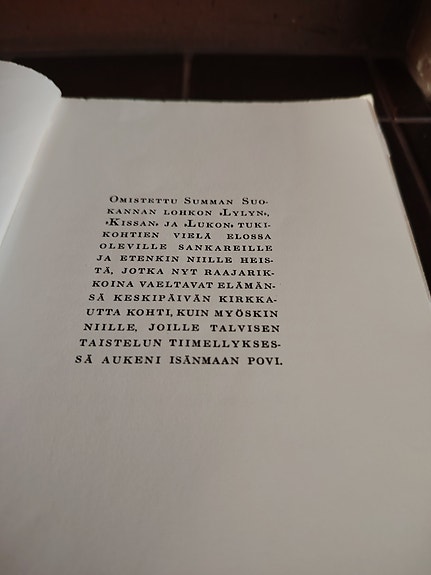 OMISTETTU SUMMAN SUO-
KANNAN LOHKON »LYLYN»,
»KISSAN» JA »LUKON» TUKI-
KOHTIEN VIELÄ ELOSSA
OLEVILLE SANKAREILLE
JA ETENKIN NIILLE HEIS-
TÄ, JOTKA NYT RAAJARIK-
KOINA VAELTAVAT ELÄMÄN-
SÄ KESKIPÄIVÄN KIRKKA-
UTTA KOHTI, KUIN MYÖSKIN
NIILLE, JOILLE TALVISEN
TAISTELUN TIIMELLYKSES-
SÄ AUKENI ISÄNMAAN POVI.